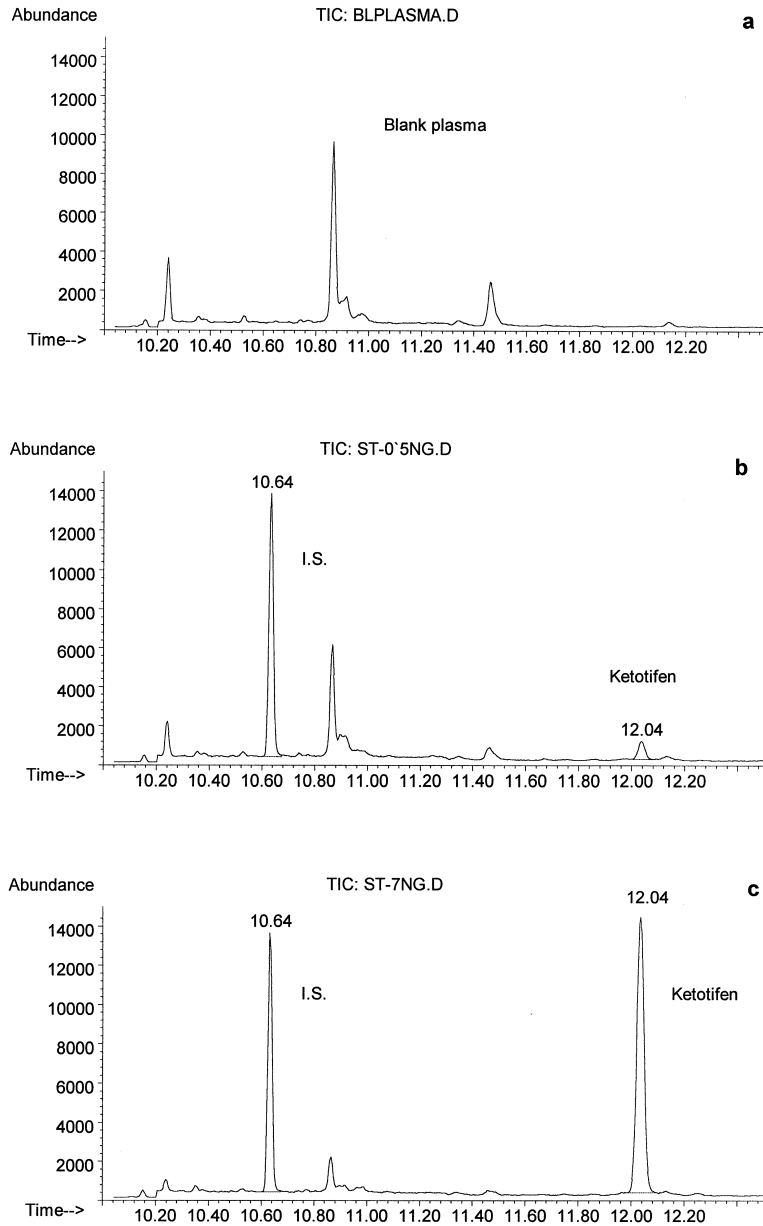 Abundance TIC: BLPLASMA.D a
14000
12000
Blank plasma
10000
8000
6000
4000
2000
Time-->
10.20 10.40 10.60 10.80 11.00 11.20 11.40 11.60 11.80 12.00 12.20
Abundance TIC: ST-0`5NG.D b
10.64
14000
12000
I.S.
10000
8000
6000
Ketotifen
4000
12.04
2000
Time-->
10.20 10.40 10.60 10.80 11.00 11.20 11.40 11.60 11.80 12.00 12.20
Abundance TIC: ST-7NG.D c
12.04
10.64
14000
12000
I.S. Ketotifen
10000
8000
6000
4000
2000
Time-->
10.20 10.40 10.60 10.80 11.00 11.20 11.40 11.60 11.80 12.00 12.20